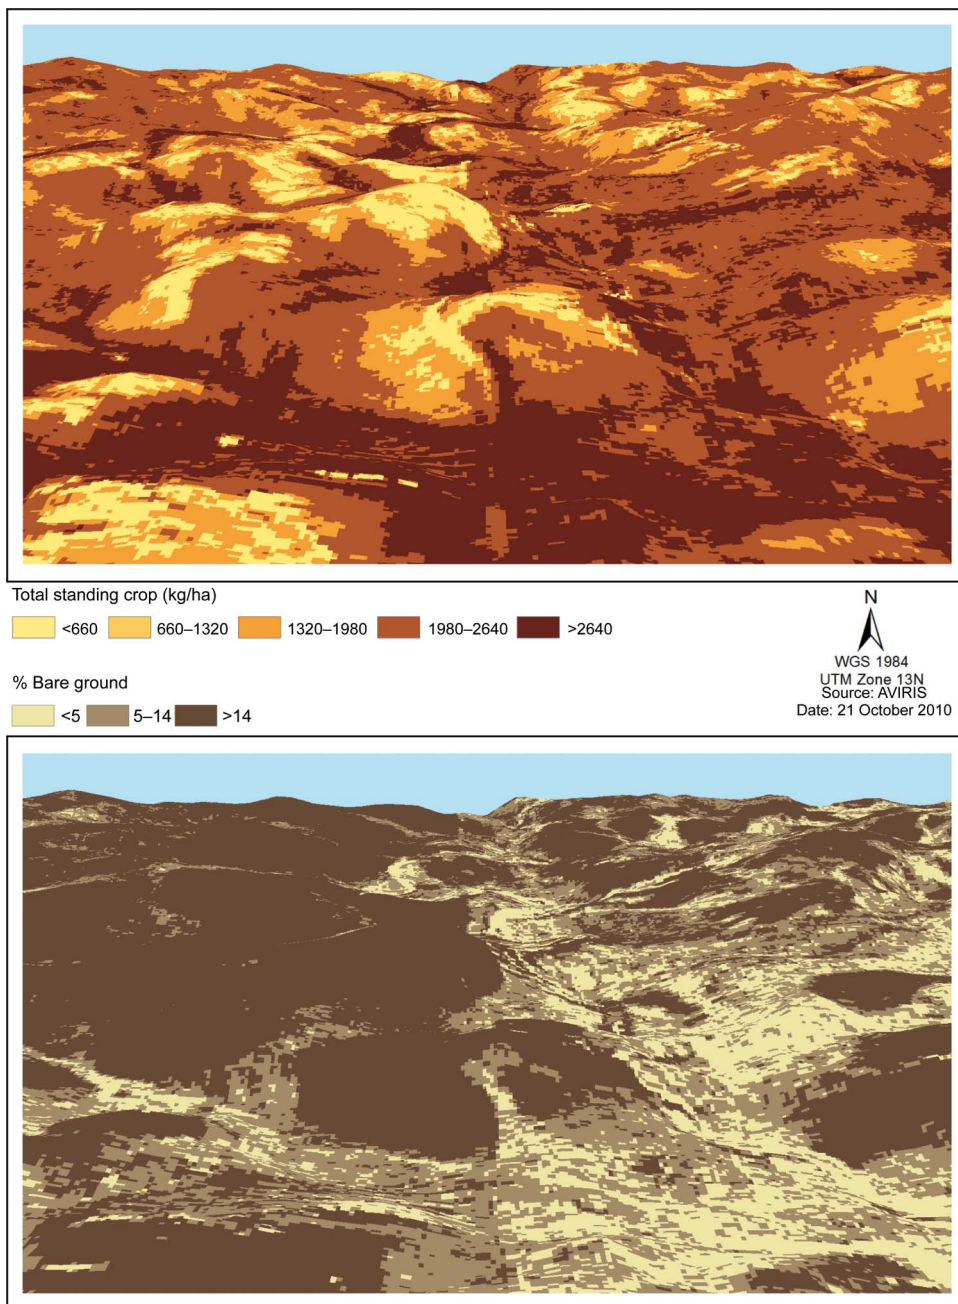 Total standing crop (kg/ha)
<660 660–1320 1320–1980 1980–2640 >2640
% Bare ground
<5 5–14 >14
N
WGS 1984
UTM Zone 13N
Source: AVIRIS
Date: 21 October 2010